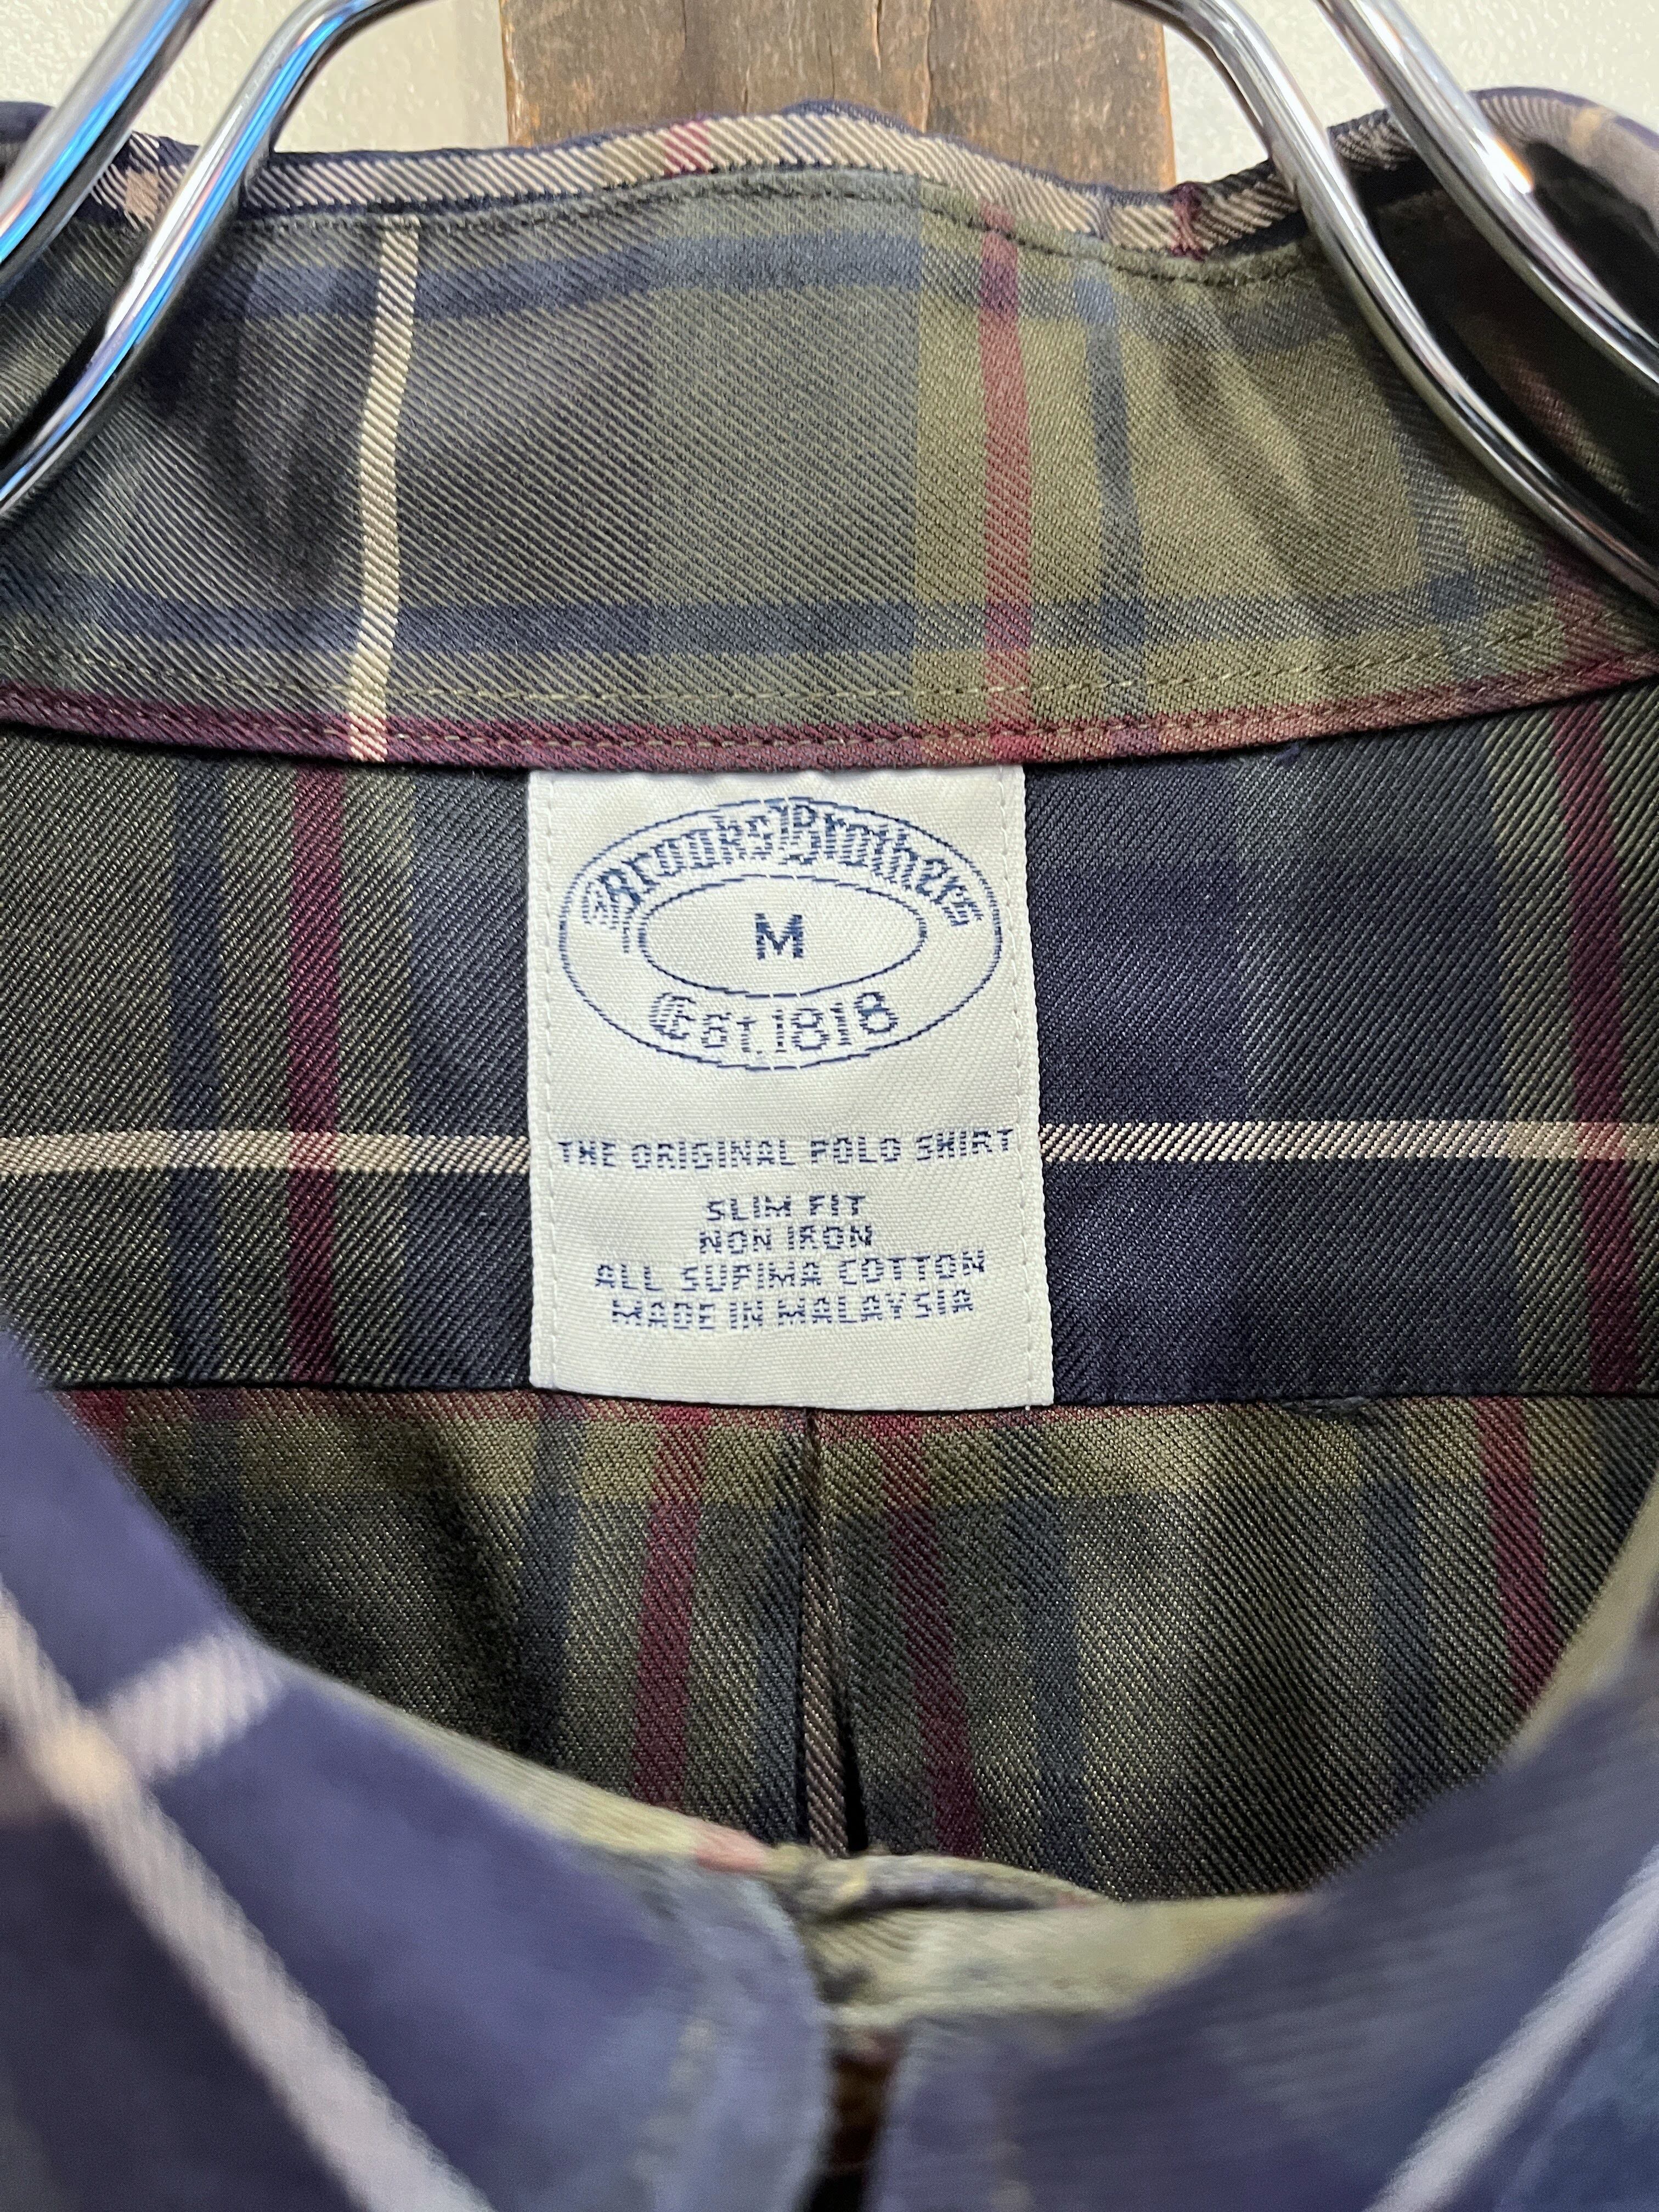 Brooks Brothers
M
Est. 1818
THE ORIGINAL POLO SHIRT
SLIM FIT
NON IRON
ALL SUPIMA COTTON
MADE IN MALAYSIA